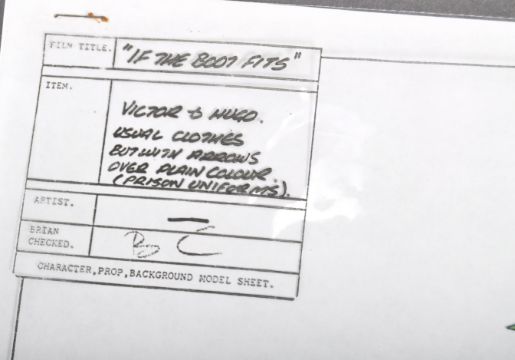 FILM TITLE. "IF THE BOOT FITS"
ITEM.
VICTOR & HUGO.
USUAL CLOTHES
BUT WITH ARROWS
OVER PLAIN COLOUR.
(PRISON UNIFORMS).
ARTIST. —
BRIAN
CHECKED.
CHARACTER,PROP,BACKGROUND MODEL SHEET.